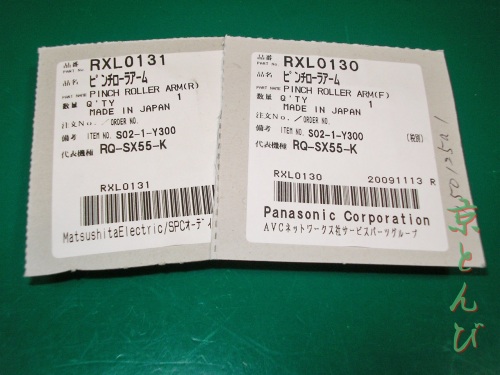 品番 RXL0131
PART No.
品名 ピンチローラアーム
PART NAME PINCH ROLLER ARM(R)
数量 Q'TY 1
MADE IN JAPAN
注文No./ORDER NO.
備考 ITEM NO. S02-1-Y300
代表機種 RQ-SX55-K
RXL0131
MatsushitaElectric/SPCオーディ
品番 RXL0130
PART No.
品名 ピンチローラアーム
PART NAME PINCH ROLLER ARM(F)
数量 Q'TY 1
MADE IN JAPAN
注文No./ORDER NO.
備考 ITEM NO. S02-1-Y300 (税別)
代表機種 RQ-SX55-K
RXL0130 20091113 R
Panasonic Corporation
AVCネットワークス社サービスパーツグループ
京とんび